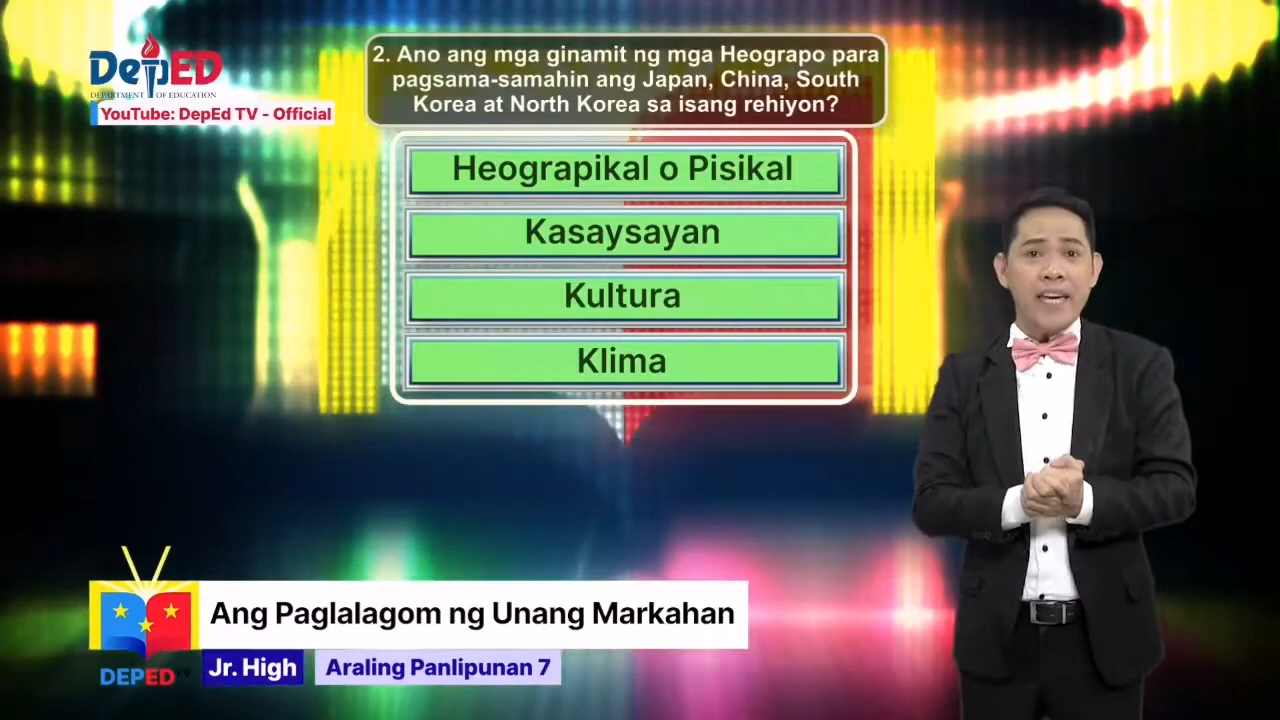 DepED
DEPARTMENT OF EDUCATION
YouTube: DepEd TV - Official
2. Ano ang mga ginamit ng mga Heograpo para
pagsama-samahin ang Japan, China, South
Korea at North Korea sa isang rehiyon?
Heograpikal o Pisikal
Kasaysayan
Kultura
Klima
Ang Paglalagom ng Unang Markahan
DEPED TV
Jr. High
Araling Panlipunan 7